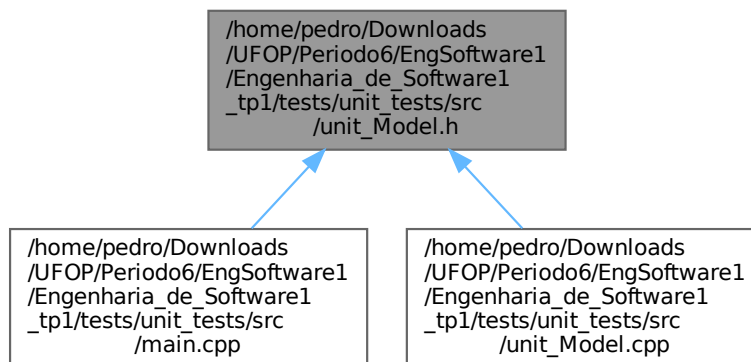 /home/pedro/Downloads
/UFOP/Periodo6/EngSoftware1
/Engenharia_de_Software1
_tp1/tests/unit_tests/src
/unit_Model.h
/home/pedro/Downloads
/UFOP/Periodo6/EngSoftware1
/Engenharia_de_Software1
_tp1/tests/unit_tests/src
/main.cpp
/home/pedro/Downloads
/UFOP/Periodo6/EngSoftware1
/Engenharia_de_Software1
_tp1/tests/unit_tests/src
/unit_Model.cpp